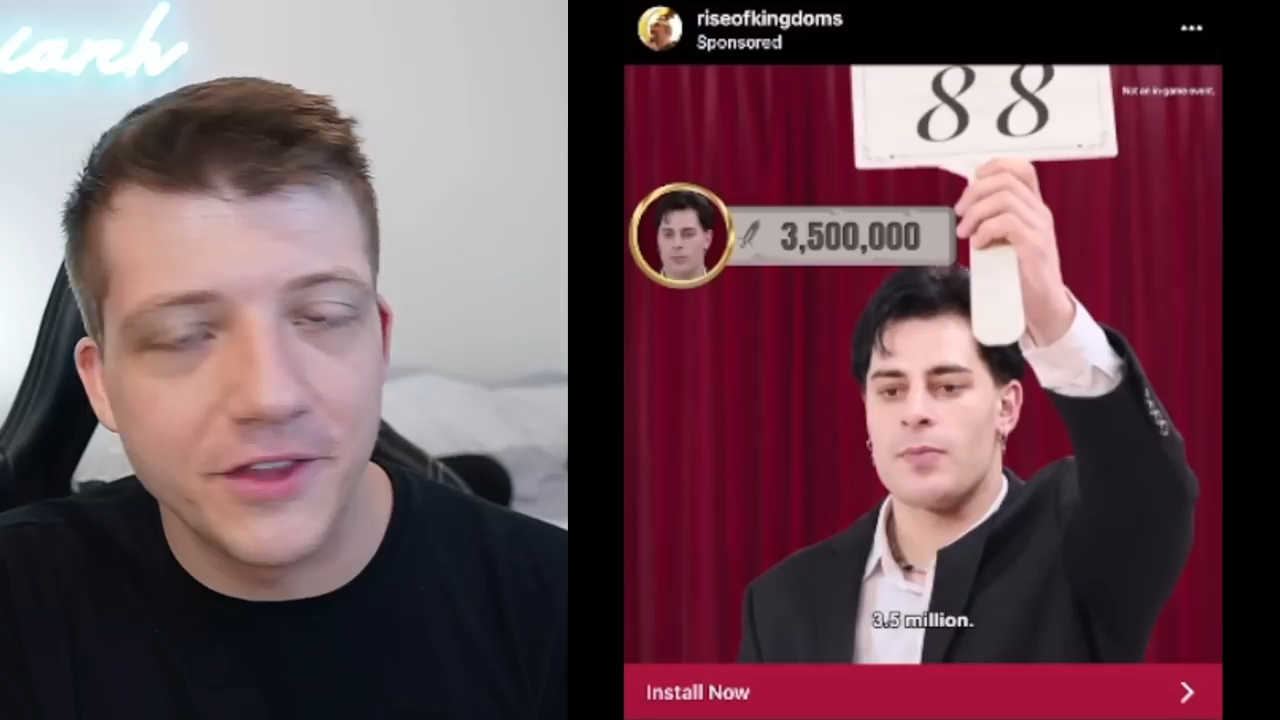 riseofkingdoms
Sponsored
88
Not an in-game event.
3,500,000
3.5 million.
Install Now